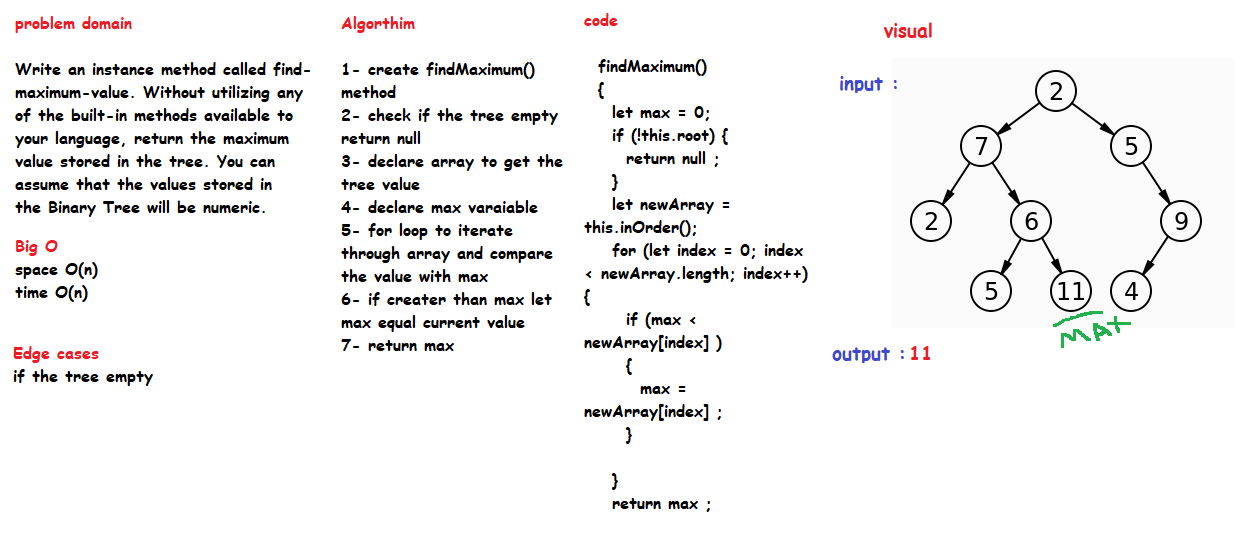 problem domain
Write an instance method called find-
maximum-value. Without utilizing any
of the built-in methods available to
your language, return the maximum
value stored in the tree. You can
assume that the values stored in
the Binary Tree will be numeric.
Big O
space O(n)
time O(n)
Edge cases
if the tree empty
Algorthim
1- create findMaximum()
method
2- check if the tree empty
return null
3- declare array to get the
tree value
4- declare max varaiable
5- for loop to iterate
through array and compare
the value with max
6- if creater than max let
max equal current value
7- return max
code
findMaximum()
{
let max = 0;
if (!this.root) {
return null ;
}
let newArray =
this.inOrder();
for (let index = 0; index
< newArray.length; index++)
{
if (max <
newArray[index] )
{
max =
newArray[index] ;
}
}
return max ;
visual
input :
2
7 5
2 6 9
5 11 4
MAX
output : 11